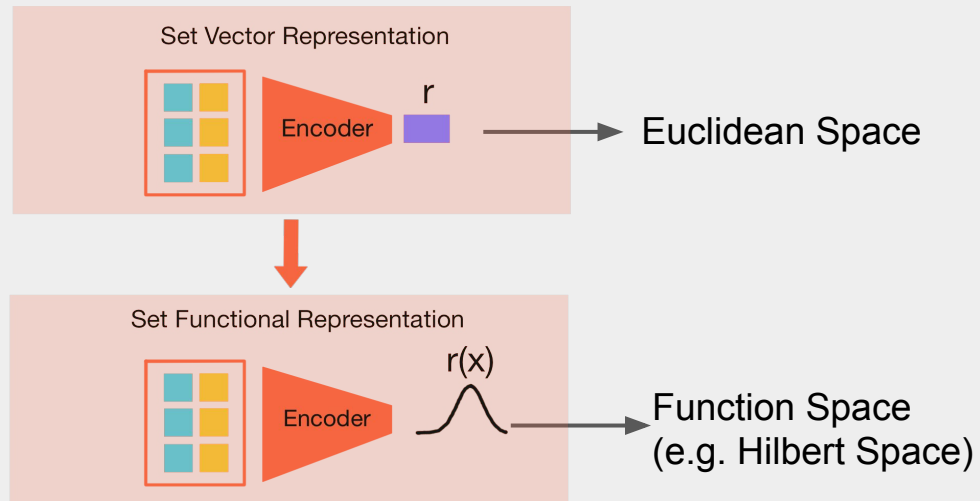 Set Vector Representation
r
Encoder
Euclidean Space
Set Functional Representation
r(x)
Encoder
Function Space
(e.g. Hilbert Space)